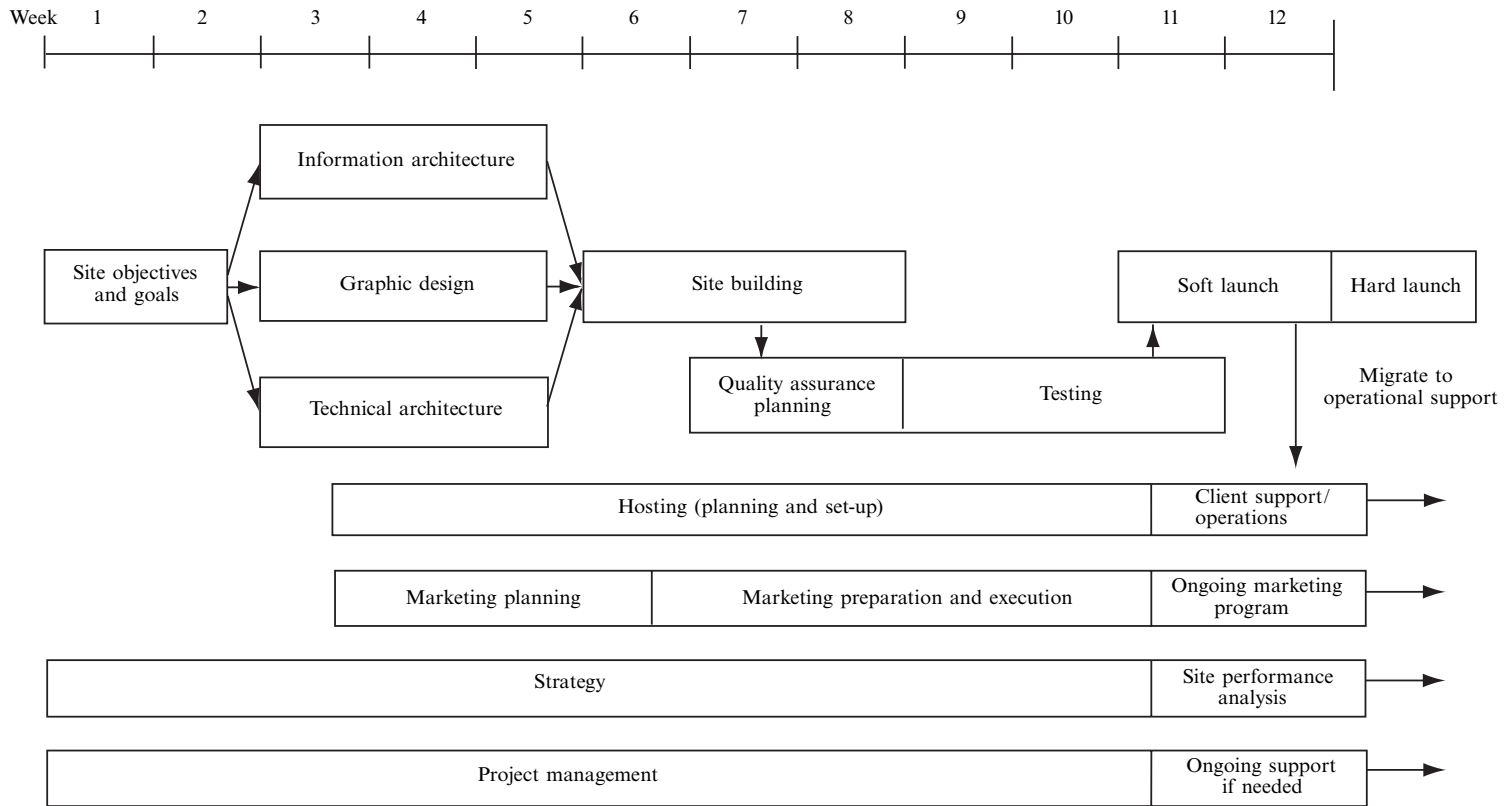 Week 1 2 3 4 5 6 7 8 9 10 11 12
Information architecture
Site objectives
and goals
Graphic design
Site building
Soft launch
Hard launch
Technical architecture
Quality assurance
planning
Testing
Migrate to
operational support
Hosting (planning and set-up)
Client support/
operations
Marketing planning
Marketing preparation and execution
Ongoing marketing
program
Strategy
Site performance
analysis
Project management
Ongoing support
if needed